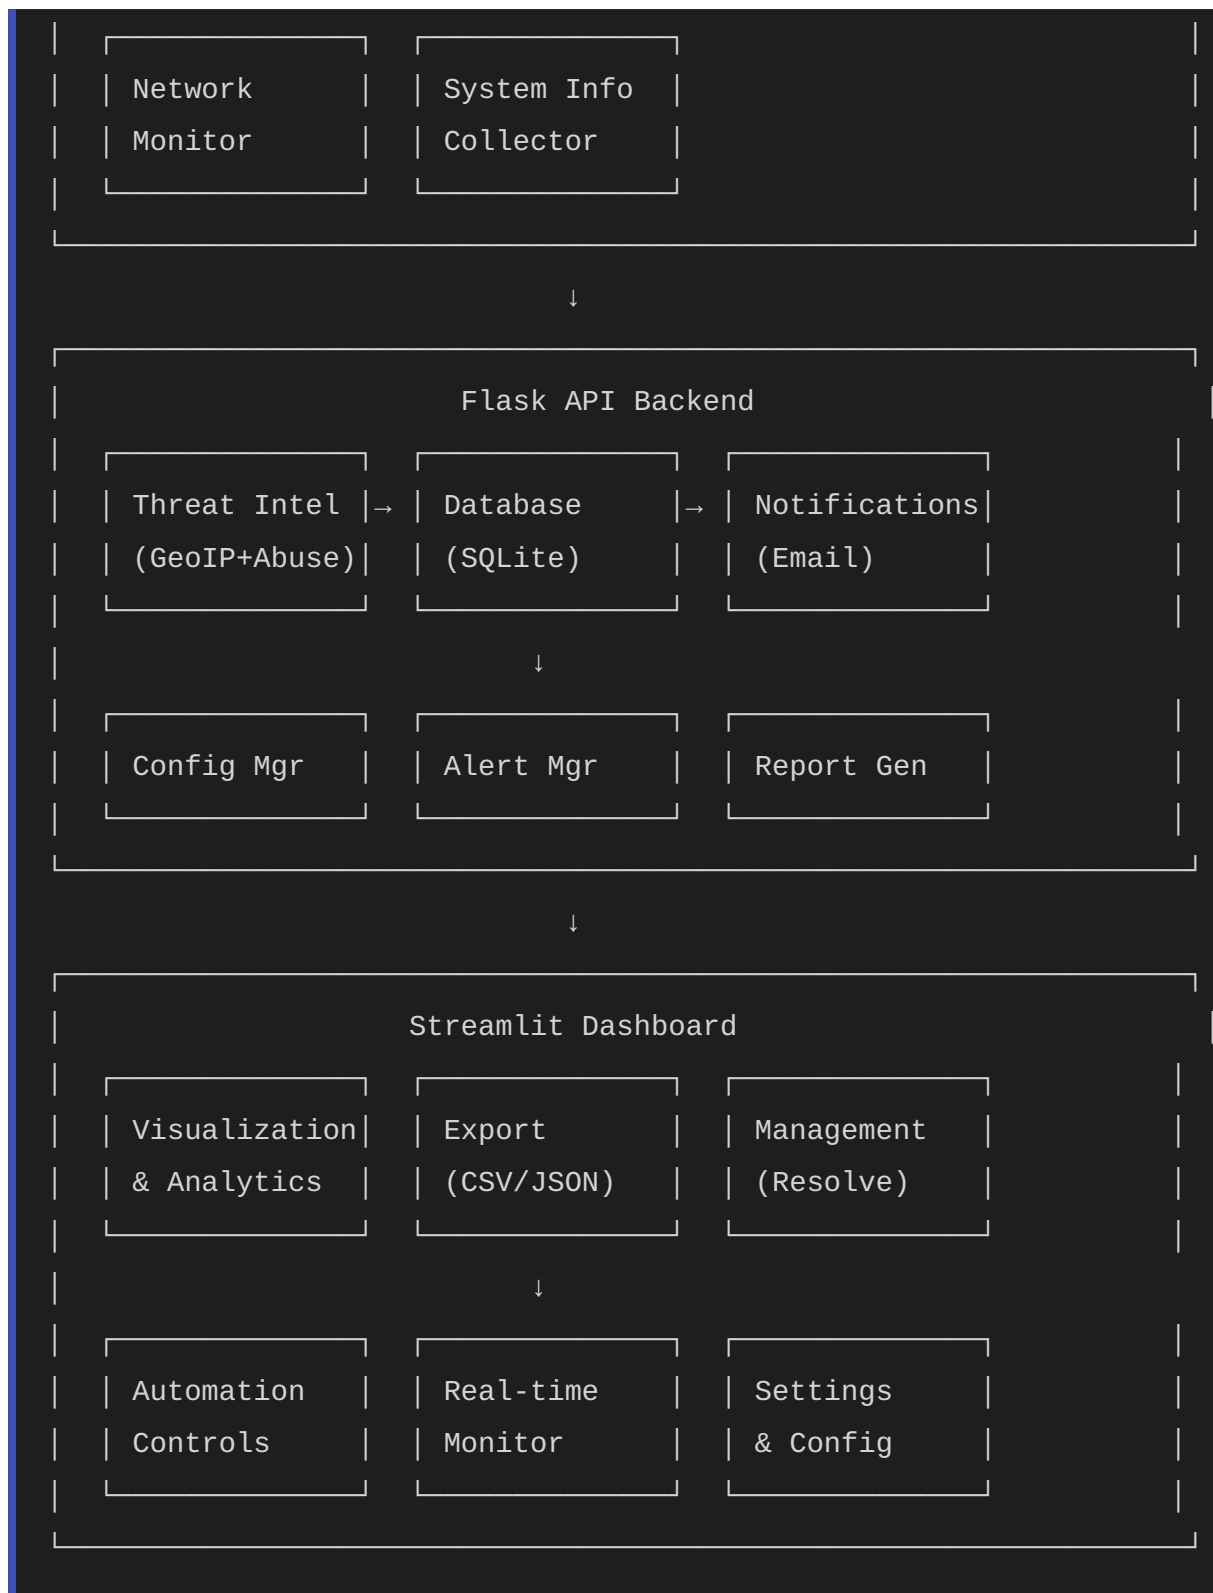 Network System Info
Monitor Collector
↓
Flask API Backend
Threat Intel → Database → Notifications
(GeoIP+Abuse) (SQLite) (Email)
↓
Config Mgr Alert Mgr Report Gen
↓
Streamlit Dashboard
Visualization Export Management
& Analytics (CSV/JSON) (Resolve)
↓
Automation Real-time Settings
Controls Monitor & Config